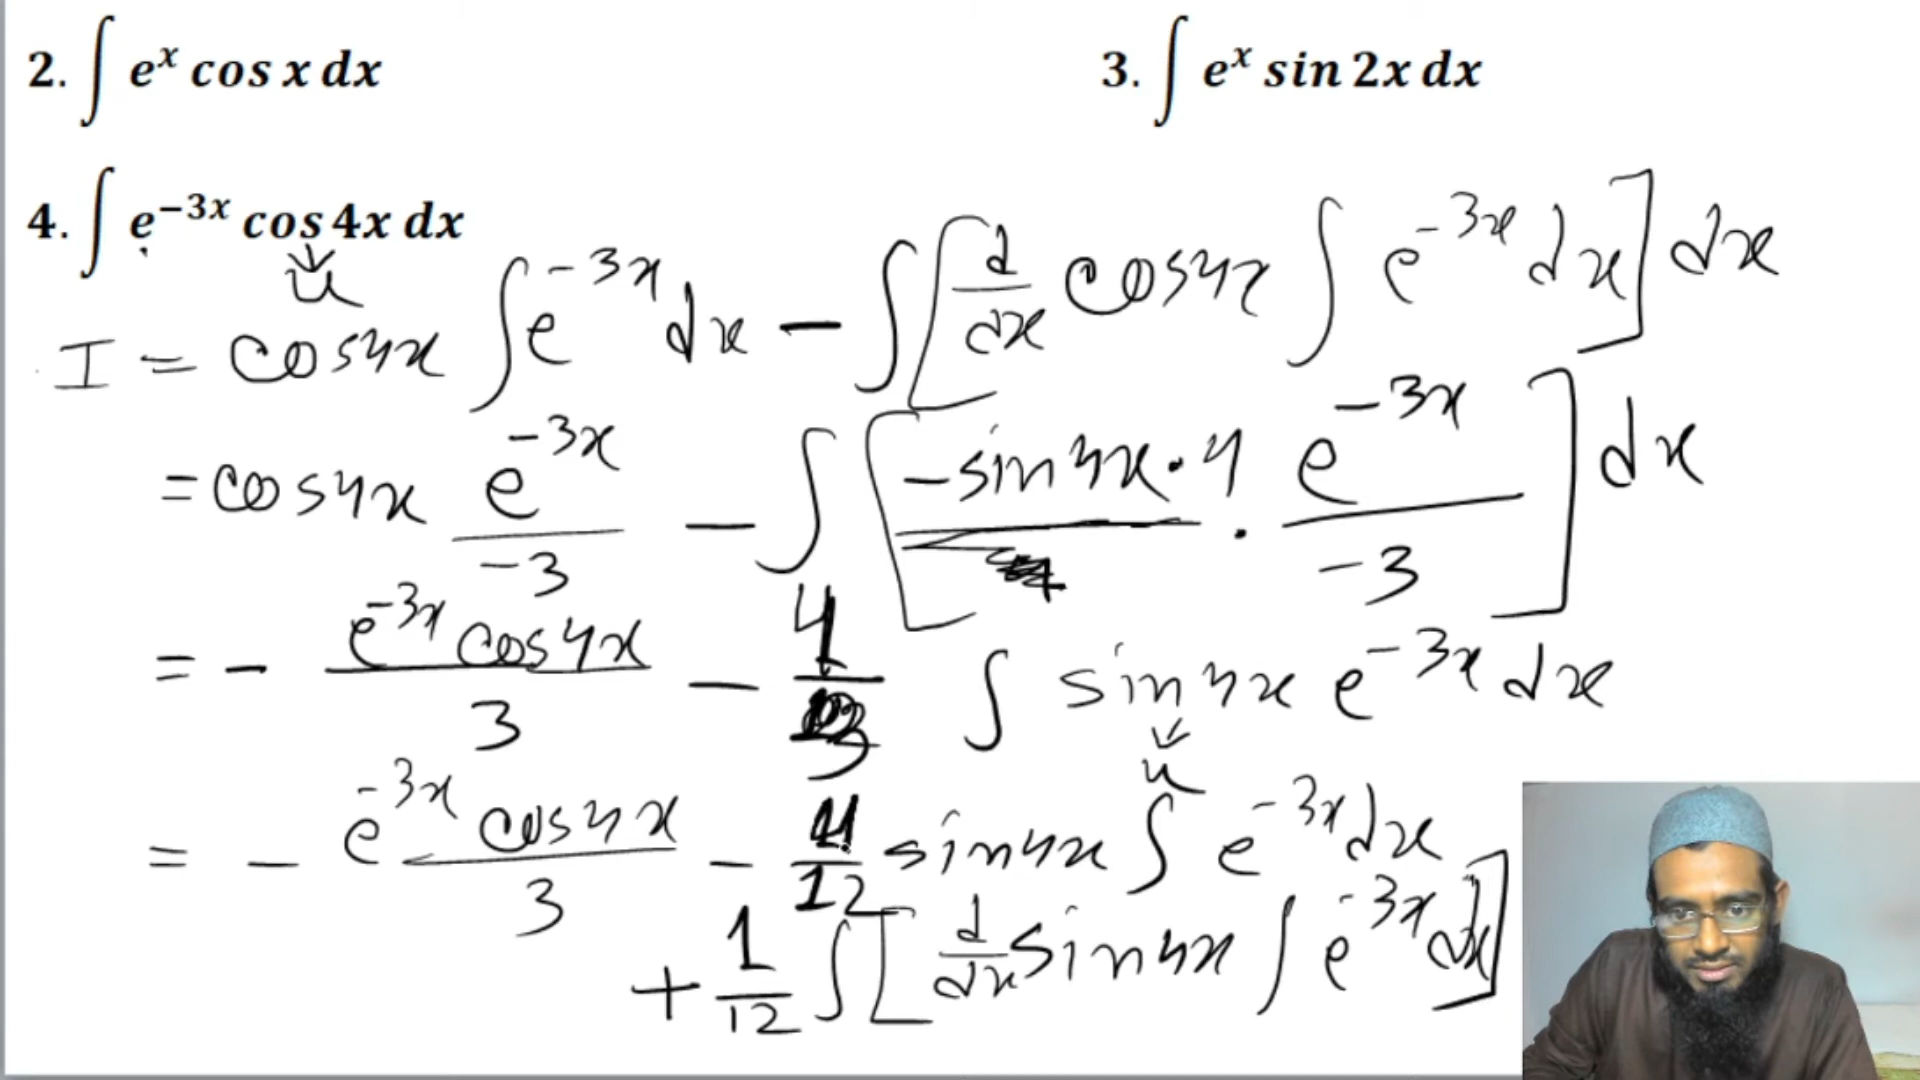 2. ∫ e^x cos x dx
3. ∫ e^x sin 2x dx
4. ∫ e^{-3x} cos 4x dx
↓
u
I = cos4x ∫ e^{-3x} dx - ∫ [ d/dx cos4x ∫ e^{-3x} dx ] dx
= cos4x e^{-3x}/-3 - ∫ [ -sin4x·4 · e^{-3x}/-3 ] dx
= - e^{-3x} cos4x/3 - 4/3 ∫ sin4x e^{-3x} dx
↓
u
= - e^{-3x} cos4x/3 - 4/12 sin4x ∫ e^{-3x} dx
+ 1/12 ∫ [ d/dx sin4x ∫ e^{-3x} dx ]